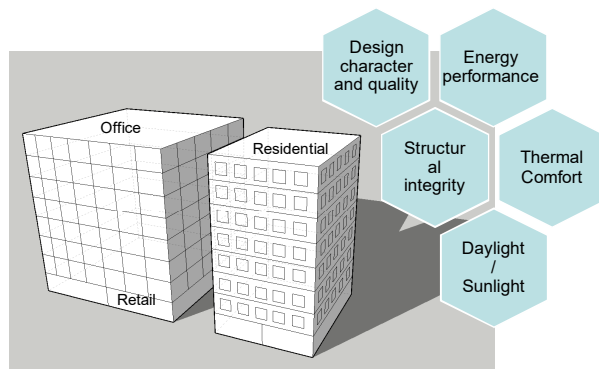 Design
character
and quality
Energy
performance
Structur
al
integrity
Thermal
Comfort
Daylight
/
Sunlight
Office
Residential
Retail